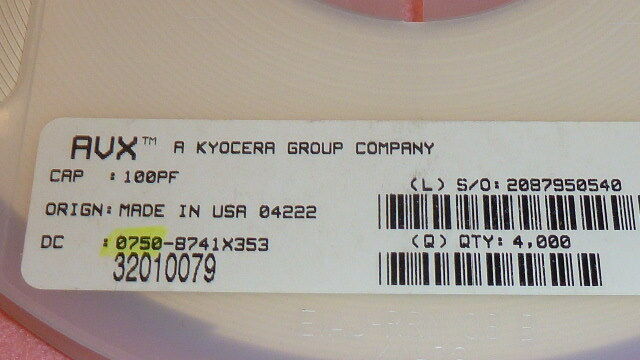 AVX™ A KYOCERA GROUP COMPANY
CAP : 100PF
(L) S/O: 2087950540
ORIGN: MADE IN USA 04222
DC : 0750-8741X353
(Q) QTY: 4,000
32010079